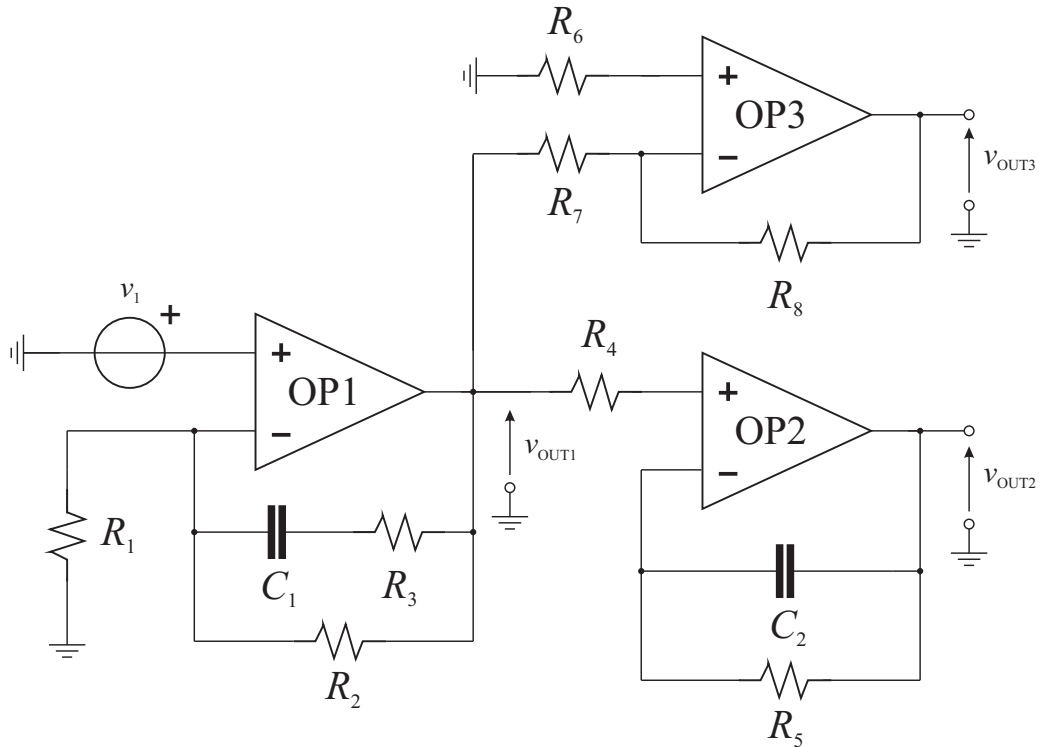 R6
+
OP3
−
R7
vOUT3
R8
v1
+
+
OP1
−
R4
+
OP2
−
vOUT1
vOUT2
R1
C1
R3
R2
C2
R5